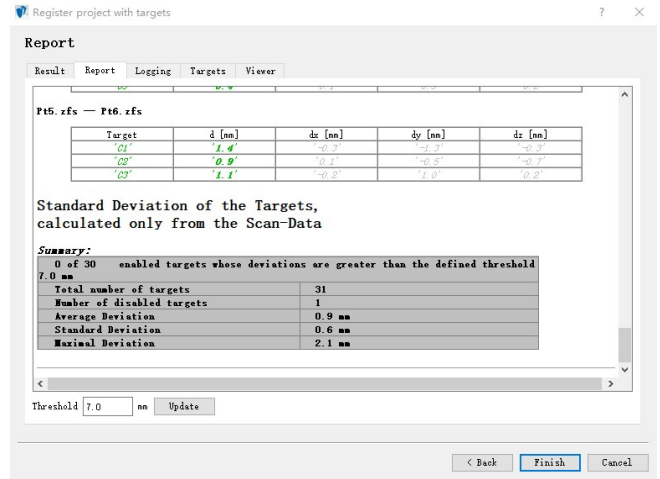 Register project with targets
Report
Result Report Logging Targets Viewer
Pt5.zfs — Pt6.zfs
Target d [mm] dx [mm] dy [mm] dz [mm]
'C1' '1.4' '-0.3' '-1.3' '-0.3'
'C2' '0.9' '0.1' '-0.5' '-0.7'
'C3' '1.1' '-0.2' '1.0' '0.2'
Standard Deviation of the Targets,
calculated only from the Scan-Data
Summary:
0 of 30 enabled targets whose deviations are greater than the defined threshold
7.0 mm
Total number of targets 31
Number of disabled targets 1
Average Deviation 0.9 mm
Standard Deviation 0.6 mm
Maximal Deviation 2.1 mm
Threshold 7.0 mm Update
< Back Finish Cancel